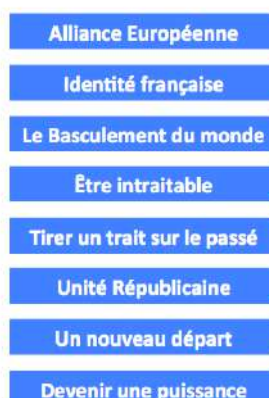 Alliance Européenne
Identité française
Le Basculement du monde
Être intraitable
Tirer un trait sur le passé
Unité Républicaine
Un nouveau départ
Devenir une puissance